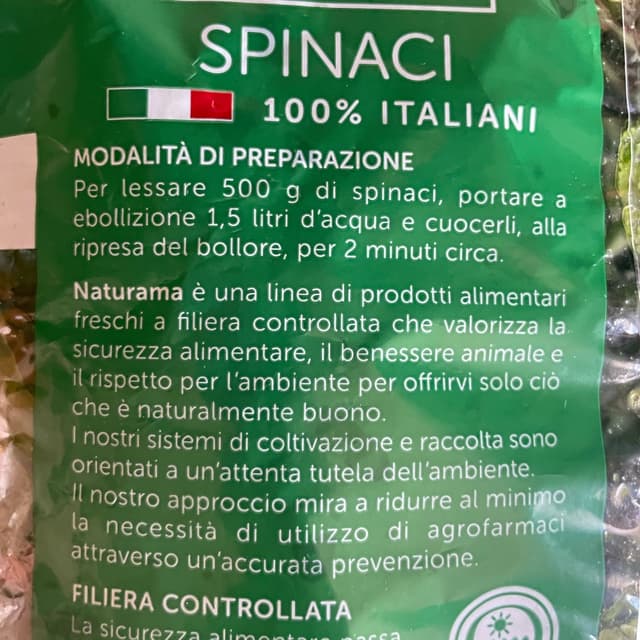 SPINACI
100% ITALIANI
MODALITÀ DI PREPARAZIONE
Per lessare 500 g di spinaci, portare a
ebollizione 1,5 litri d'acqua e cuocerli, alla
ripresa del bollore, per 2 minuti circa.
Naturama è una linea di prodotti alimentari
freschi a filiera controllata che valorizza la
sicurezza alimentare, il benessere animale e
il rispetto per l'ambiente per offrirvi solo ciò
che è naturalmente buono.
I nostri sistemi di coltivazione e raccolta sono
orientati a un'attenta tutela dell'ambiente.
Il nostro approccio mira a ridurre al minimo
la necessità di utilizzo di agrofarmaci
attraverso un'accurata prevenzione.
FILIERA CONTROLLATA
La sicurezza alimentare passa